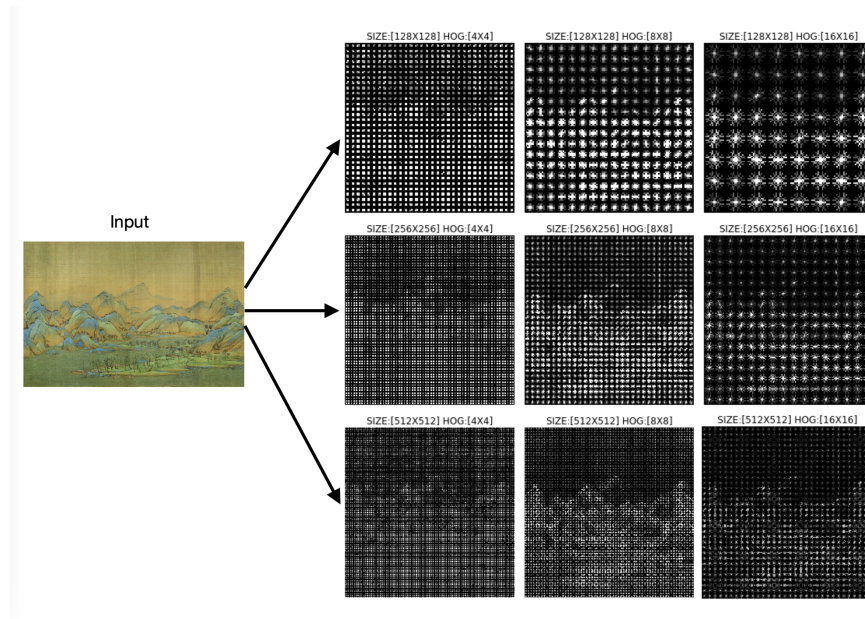 SIZE:[128X128] HOG:[4X4]
SIZE:[128X128] HOG:[8X8]
SIZE:[128X128] HOG:[16X16]
Input
SIZE:[256X256] HOG:[4X4]
SIZE:[256X256] HOG:[8X8]
SIZE:[256X256] HOG:[16X16]
SIZE:[512X512] HOG:[4X4]
SIZE:[512X512] HOG:[8X8]
SIZE:[512X512] HOG:[16X16]